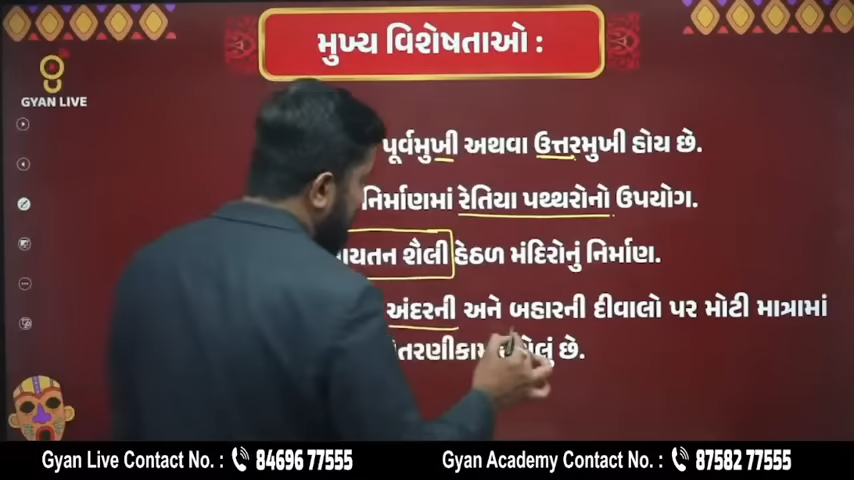 મુખ્ય વિશેષતાઓ :
GYAN LIVE
પૂર્વમુખી અથવા ઉત્તરમુખી હોય છે.
નિર્માણમાં રેતિયા પથ્થરોનો ઉપયોગ.
શૈલી હેઠળ મંદિરોનું નિર્માણ.
અંદરની અને બહારની દીવાલો પર મોટી માત્રામાં
છે.
Gyan Live Contact No. : 84696 77555
Gyan Academy Contact No. : 87582 77555